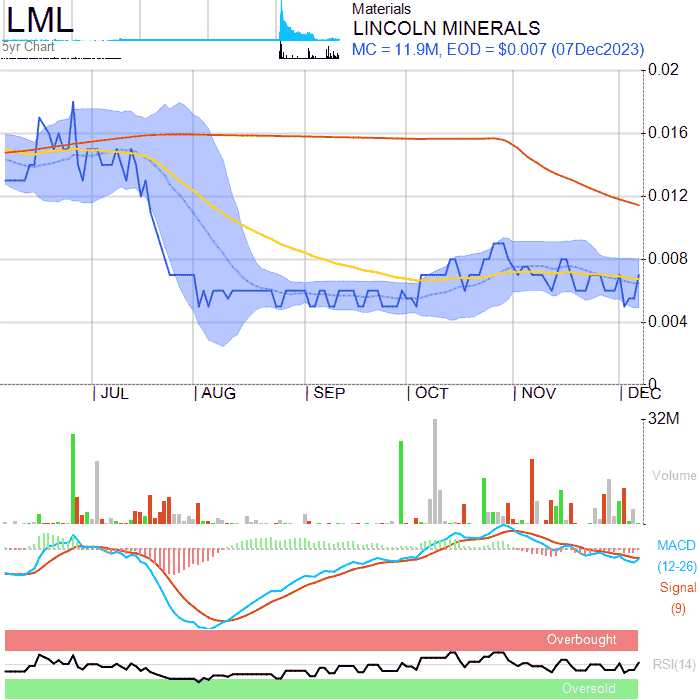 LML
5yr Chart
Materials
LINCOLN MINERALS
MC = 11.9M, EOD = $0.007 (07Dec2023)
0.02
0.016
0.012
0.008
0.004
0
JUL AUG SEP OCT NOV DEC
32M
Volume
MACD
(12-26)
Signal
(9)
Overbought
RSI(14)
Oversold